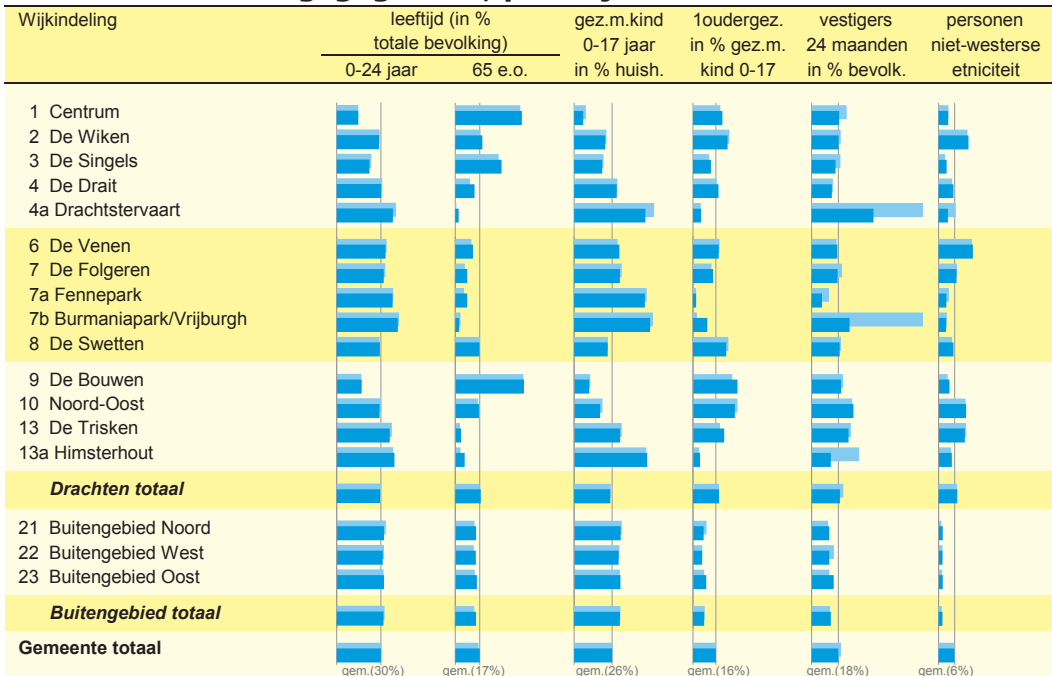 Wijkindeling leeftijd (in % gez.m.kind 1oudergez. vestigers personen
totale bevolking) 0-17 jaar in % gez.m. 24 maanden niet-westerse
0-24 jaar 65 e.o. in % huish. kind 0-17 in % bevolk. etniciteit
1 Centrum
2 De Wiken
3 De Singels
4 De Drait
4a Drachtstervaart
6 De Venen
7 De Folgeren
7a Fennepark
7b Burmaniapark/Vrijburgh
8 De Swetten
9 De Bouwen
10 Noord-Oost
13 De Trisken
13a Himsterhout
Drachten totaal
21 Buitengebied Noord
22 Buitengebied West
23 Buitengebied Oost
Buitengebied totaal
Gemeente totaal
gem.(30%) gem.(17%) gem.(26%) gem.(16%) gem.(18%) gem.(6%)